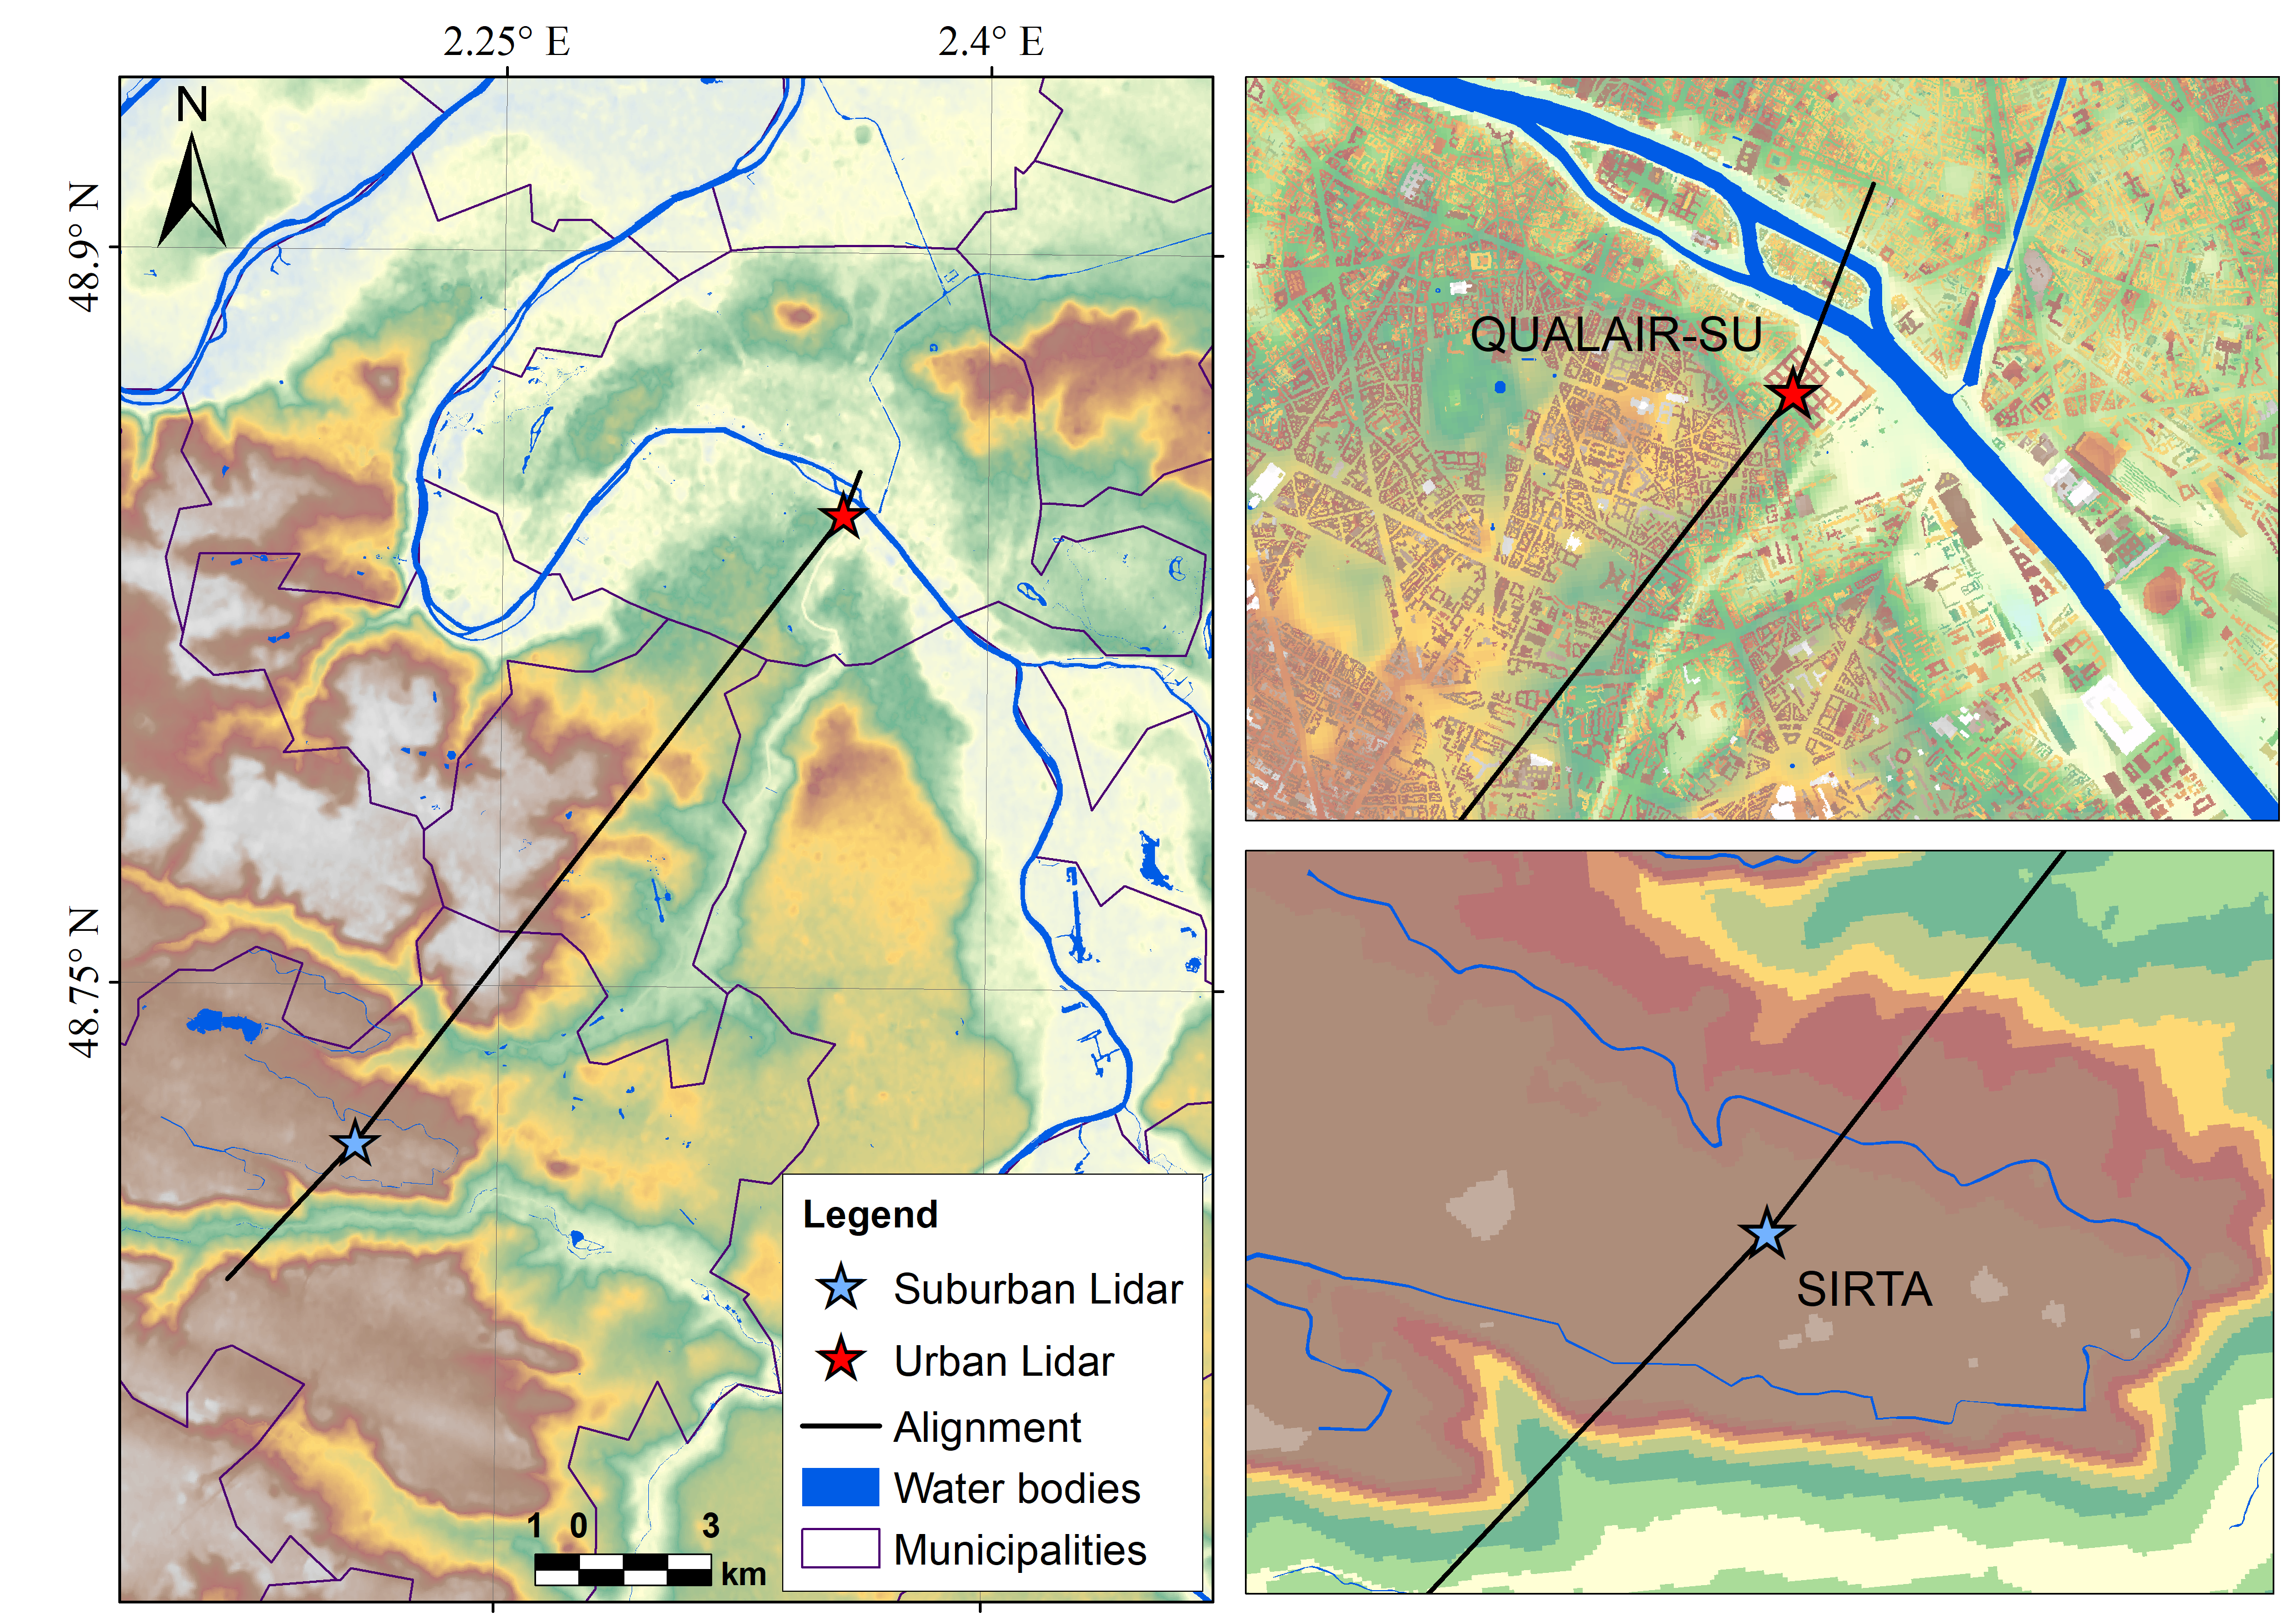 2.25° E
2.4° E
N
48.9° N
48.75° N
QUALAIR-SU
SIRTA
Legend
Suburban Lidar
Urban Lidar
Alignment
Water bodies
Municipalities
1 0 3
km